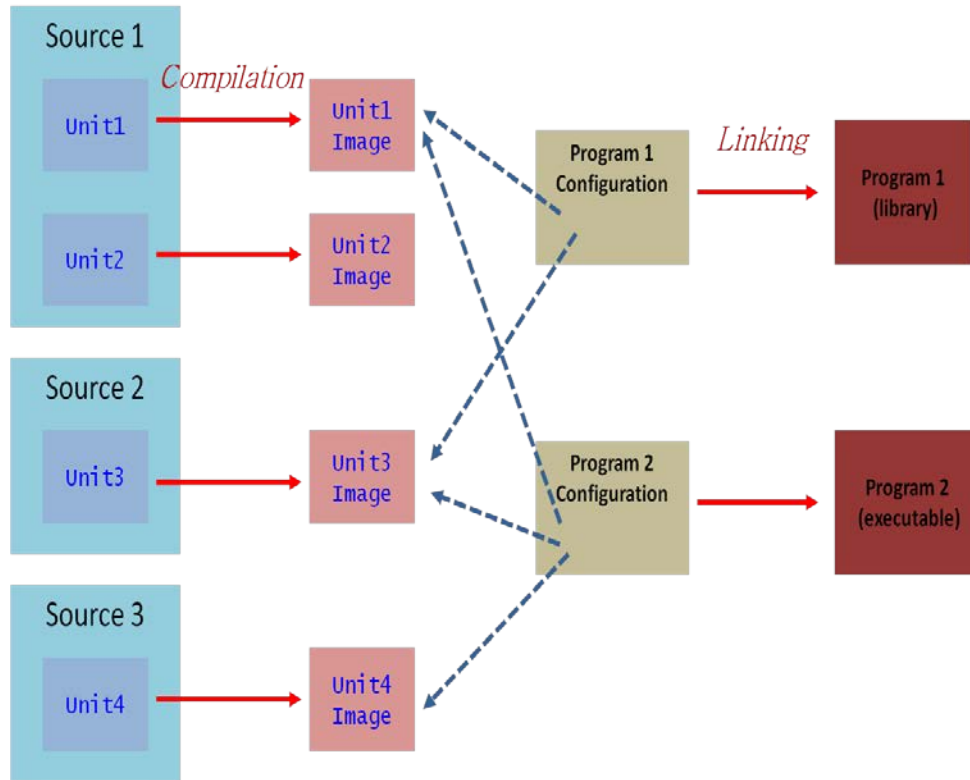 Source 1
Compilation
Unit1
Unit1
Image
Unit2
Unit2
Image
Program 1
Configuration
Linking
Program 1
(library)
Source 2
Unit3
Unit3
Image
Program 2
Configuration
Program 2
(executable)
Source 3
Unit4
Unit4
Image